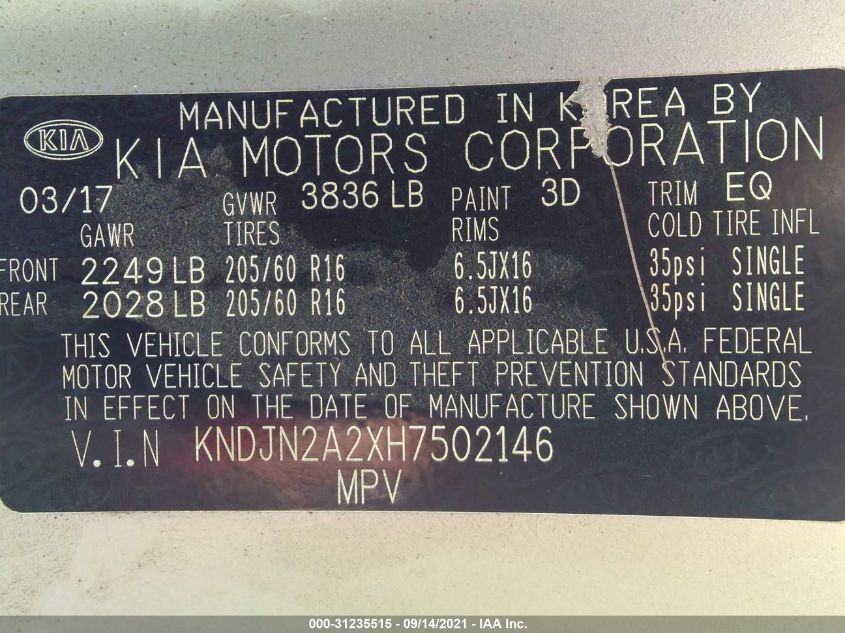 MANUFACTURED IN KOREA BY
KIA KIA MOTORS CORPORATION
03/17 GVWR 3836 LB PAINT 3D TRIM EQ
GAWR TIRES RIMS COLD TIRE INFL
FRONT 2249 LB 205/60 R16 6.5JX16 35psi SINGLE
REAR 2028 LB 205/60 R16 6.5JX16 35psi SINGLE
THIS VEHICLE CONFORMS TO ALL APPLICABLE U.S.A. FEDERAL
MOTOR VEHICLE SAFETY AND THEFT PREVENTION STANDARDS
IN EFFECT ON THE DATE OF MANUFACTURE SHOWN ABOVE.
V.I.N KNDJN2A2XH7502146
MPV
000-31235515 - 09/14/2021 - IAA Inc.